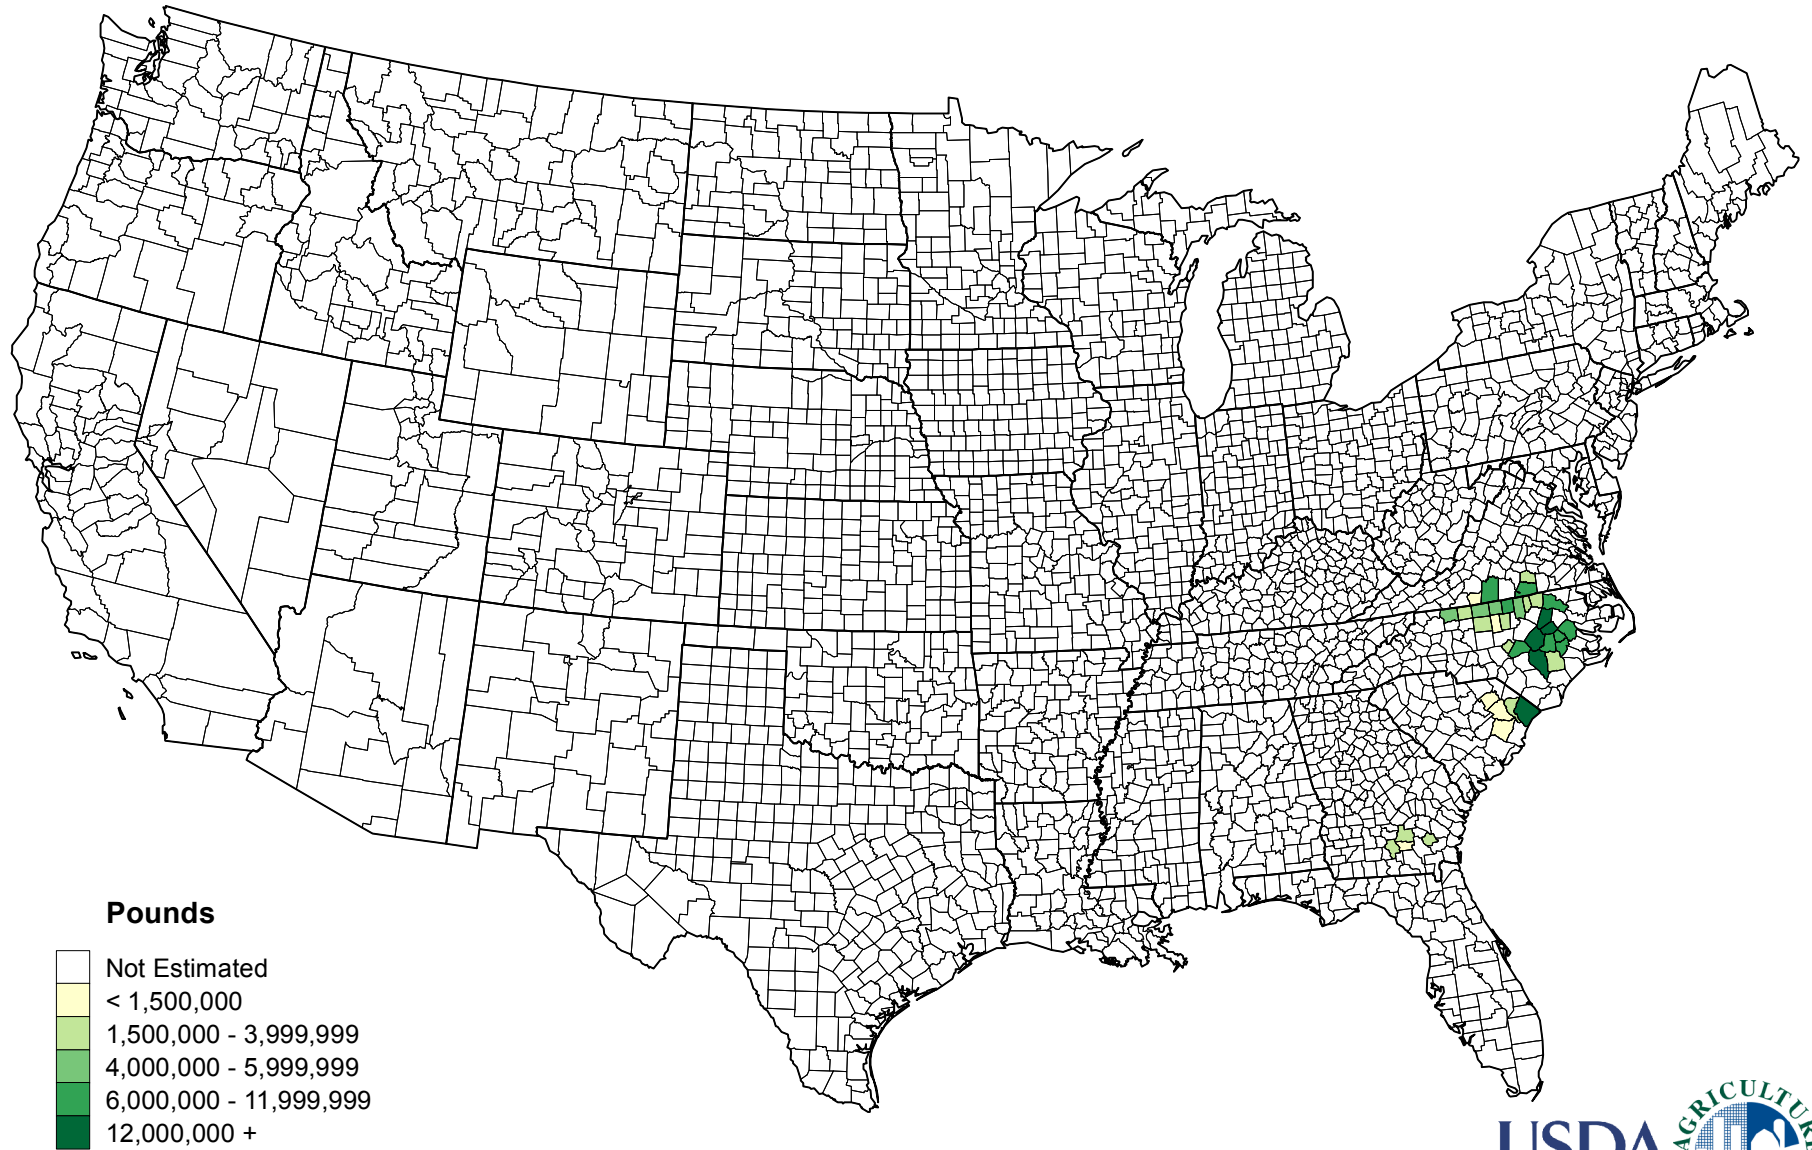 Pounds
Not Estimated
< 1,500,000
1,500,000 - 3,999,999
4,000,000 - 5,999,999
6,000,000 - 11,999,999
12,000,000 +
USDA